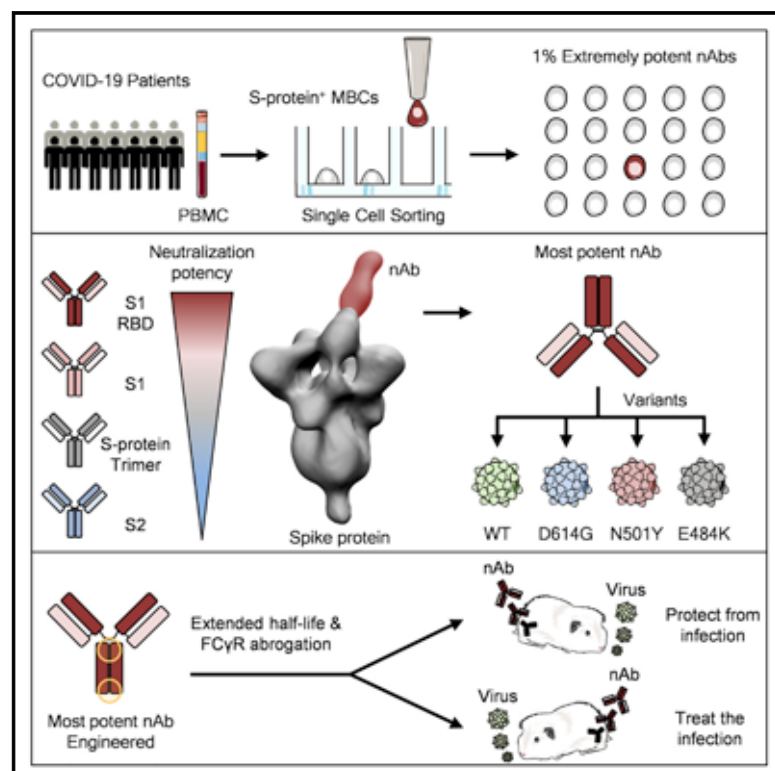 COVID-19 Patients
PBMC
S-protein⁺ MBCs
Single Cell Sorting
1% Extremely potent nAbs
Neutralization
potency
S1
RBD
S1
S-protein
Trimer
S2
nAb
Spike protein
Most potent nAb
Variants
WT
D614G
N501Y
E484K
Most potent nAb
Engineered
Extended half-life &
FCγR abrogation
nAb
Virus
Protect from
infection
Virus
nAb
Treat the
infection